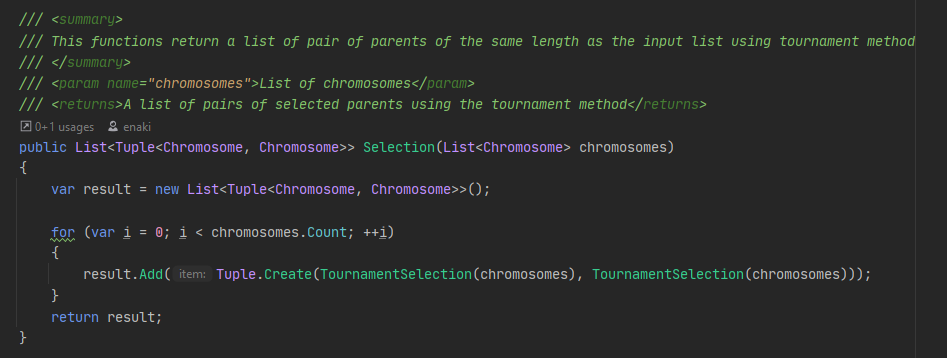 /// <summary>
/// This functions return a list of pair of parents of the same length as the input list using tournament method
/// </summary>
/// <param name="chromosomes">List of chromosomes</param>
/// <returns>A list of pairs of selected parents using the tournament method</returns>
0+1 usages enaki
public List<Tuple<Chromosome, Chromosome>> Selection(List<Chromosome> chromosomes)
{
var result = new List<Tuple<Chromosome, Chromosome>>();
for (var i = 0; i < chromosomes.Count; ++i)
{
result.Add(item: Tuple.Create(TournamentSelection(chromosomes), TournamentSelection(chromosomes)));
}
return result;
}